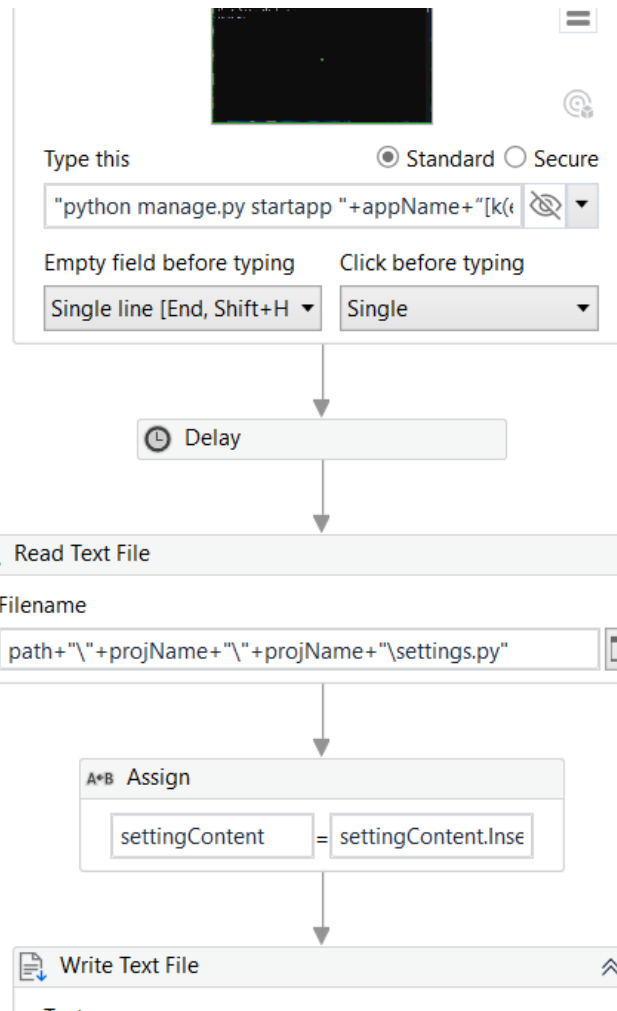 Type this
Standard Secure
"python manage.py startapp "+appName+“[k(e
Empty field before typing Click before typing
Single line [End, Shift+H Single
Delay
Read Text File
Filename
path+"\"+projName+"\"+projName+"\settings.py"
A+B Assign
settingContent = settingContent.Inse
Write Text File